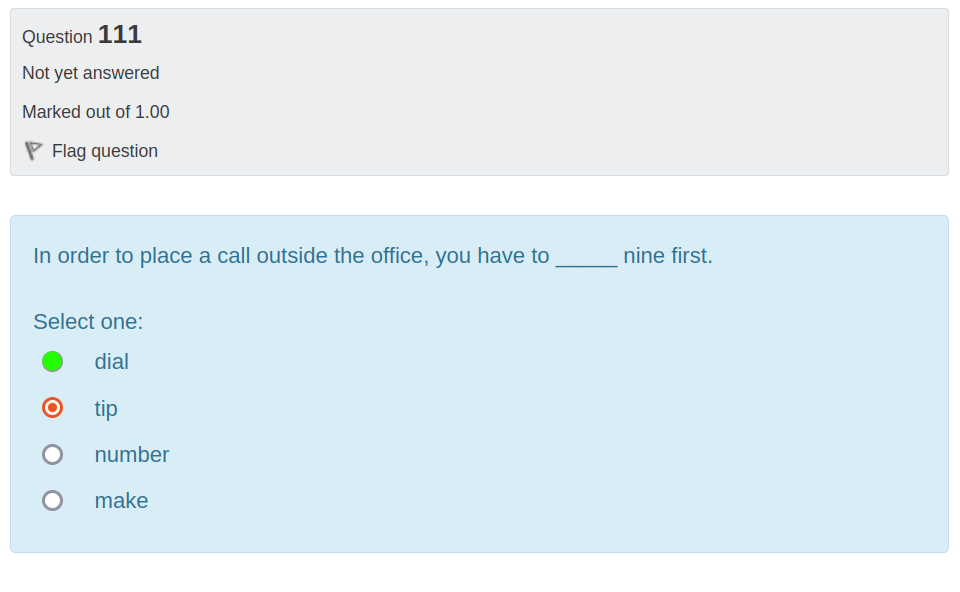 Question 111
Not yet answered
Marked out of 1.00
Flag question
In order to place a call outside the office, you have to _____ nine first.
Select one:
dial
tip
number
make